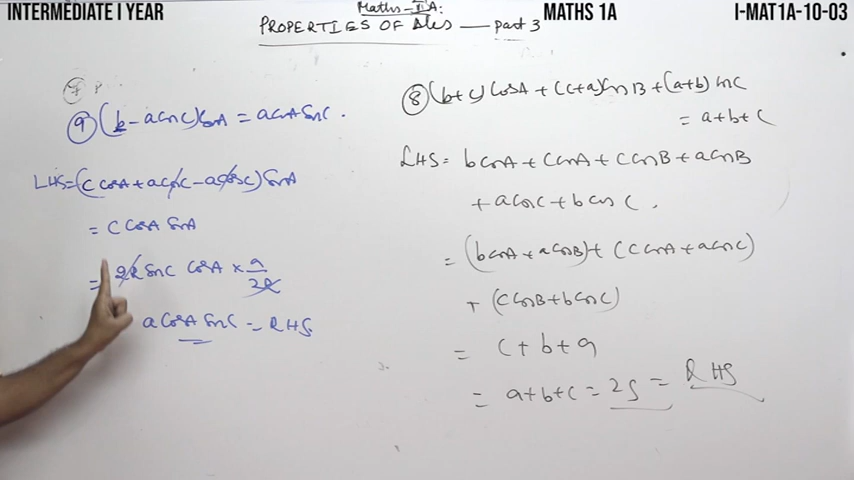 INTERMEDIATE I YEAR
Maths-IIA:
MATHS 1A
I-MAT1A-10-03
PROPERTIES OF Δles — part 3
9 (b - a cos C) sin A = a cos A sin C.
LHS = (c cos A + a cos C - a cos C) sin A
= c cos A sin A
= 2R sin C cos A × a/2R
a cos A sin C = RHS.
8 (b+c) cos A + (c+a) cos B + (a+b) cos C
= a+b+c
LHS = b cos A + c cos A + c cos B + a cos B
+ a cos C + b cos C.
= (b cos A + a cos B) + (c cos A + a cos C)
+ (c cos B + b cos C)
= c + b + a
= a+b+c = 2S = RHS